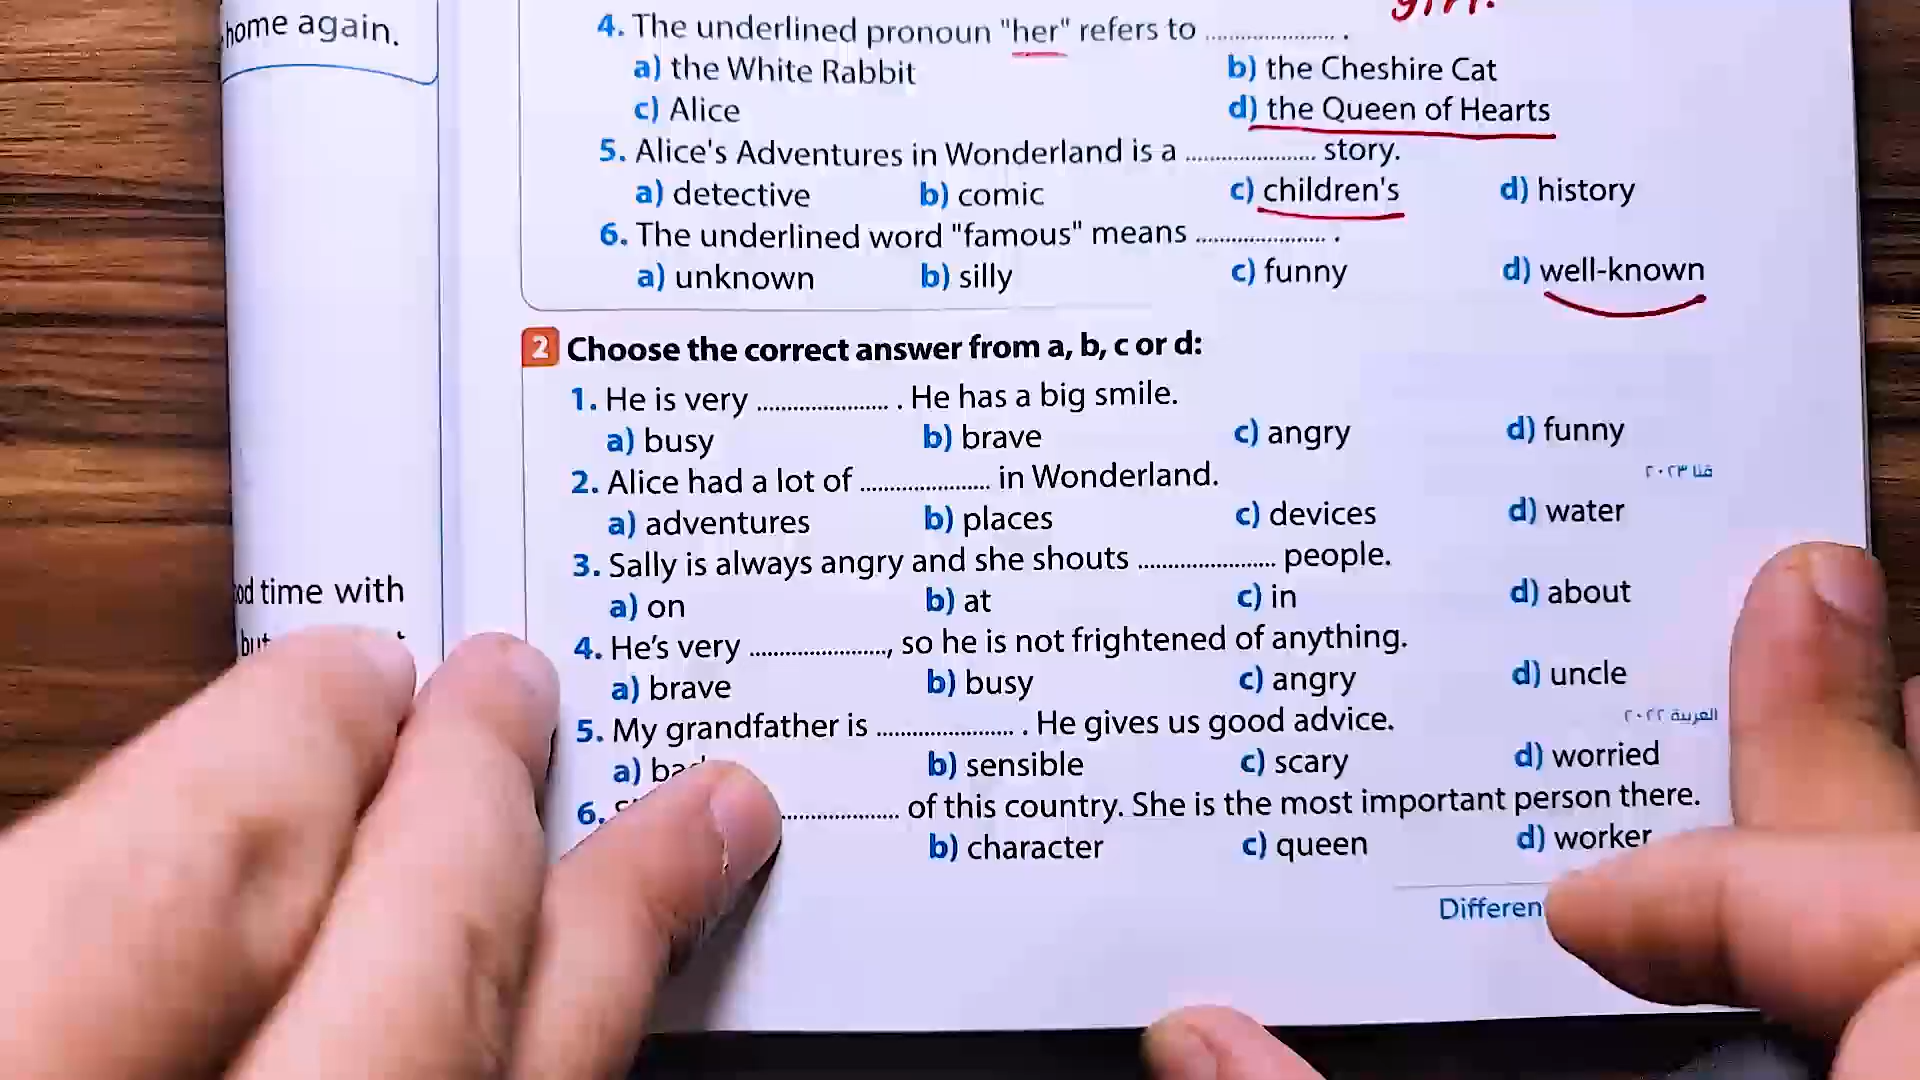 home again.
girl.
4. The underlined pronoun "her" refers to .................... .
a) the White Rabbit b) the Cheshire Cat
c) Alice d) the Queen of Hearts
5. Alice's Adventures in Wonderland is a .................... story.
a) detective b) comic c) children's d) history
6. The underlined word "famous" means .................... .
a) unknown b) silly c) funny d) well-known
2 Choose the correct answer from a, b, c or d:
1. He is very .................... . He has a big smile.
a) busy b) brave c) angry d) funny
2. Alice had a lot of .................... in Wonderland.
قنا ٢٠٢٣
a) adventures b) places c) devices d) water
3. Sally is always angry and she shouts .................... people.
a) on b) at c) in d) about
time with
but
4. He's very ...................., so he is not frightened of anything.
a) brave b) busy c) angry d) uncle
5. My grandfather is .................... . He gives us good advice.
الغربية ٢٠٢٢
a) b) sensible c) scary d) worried
6. .................... of this country. She is the most important person there.
b) character c) queen d) worker